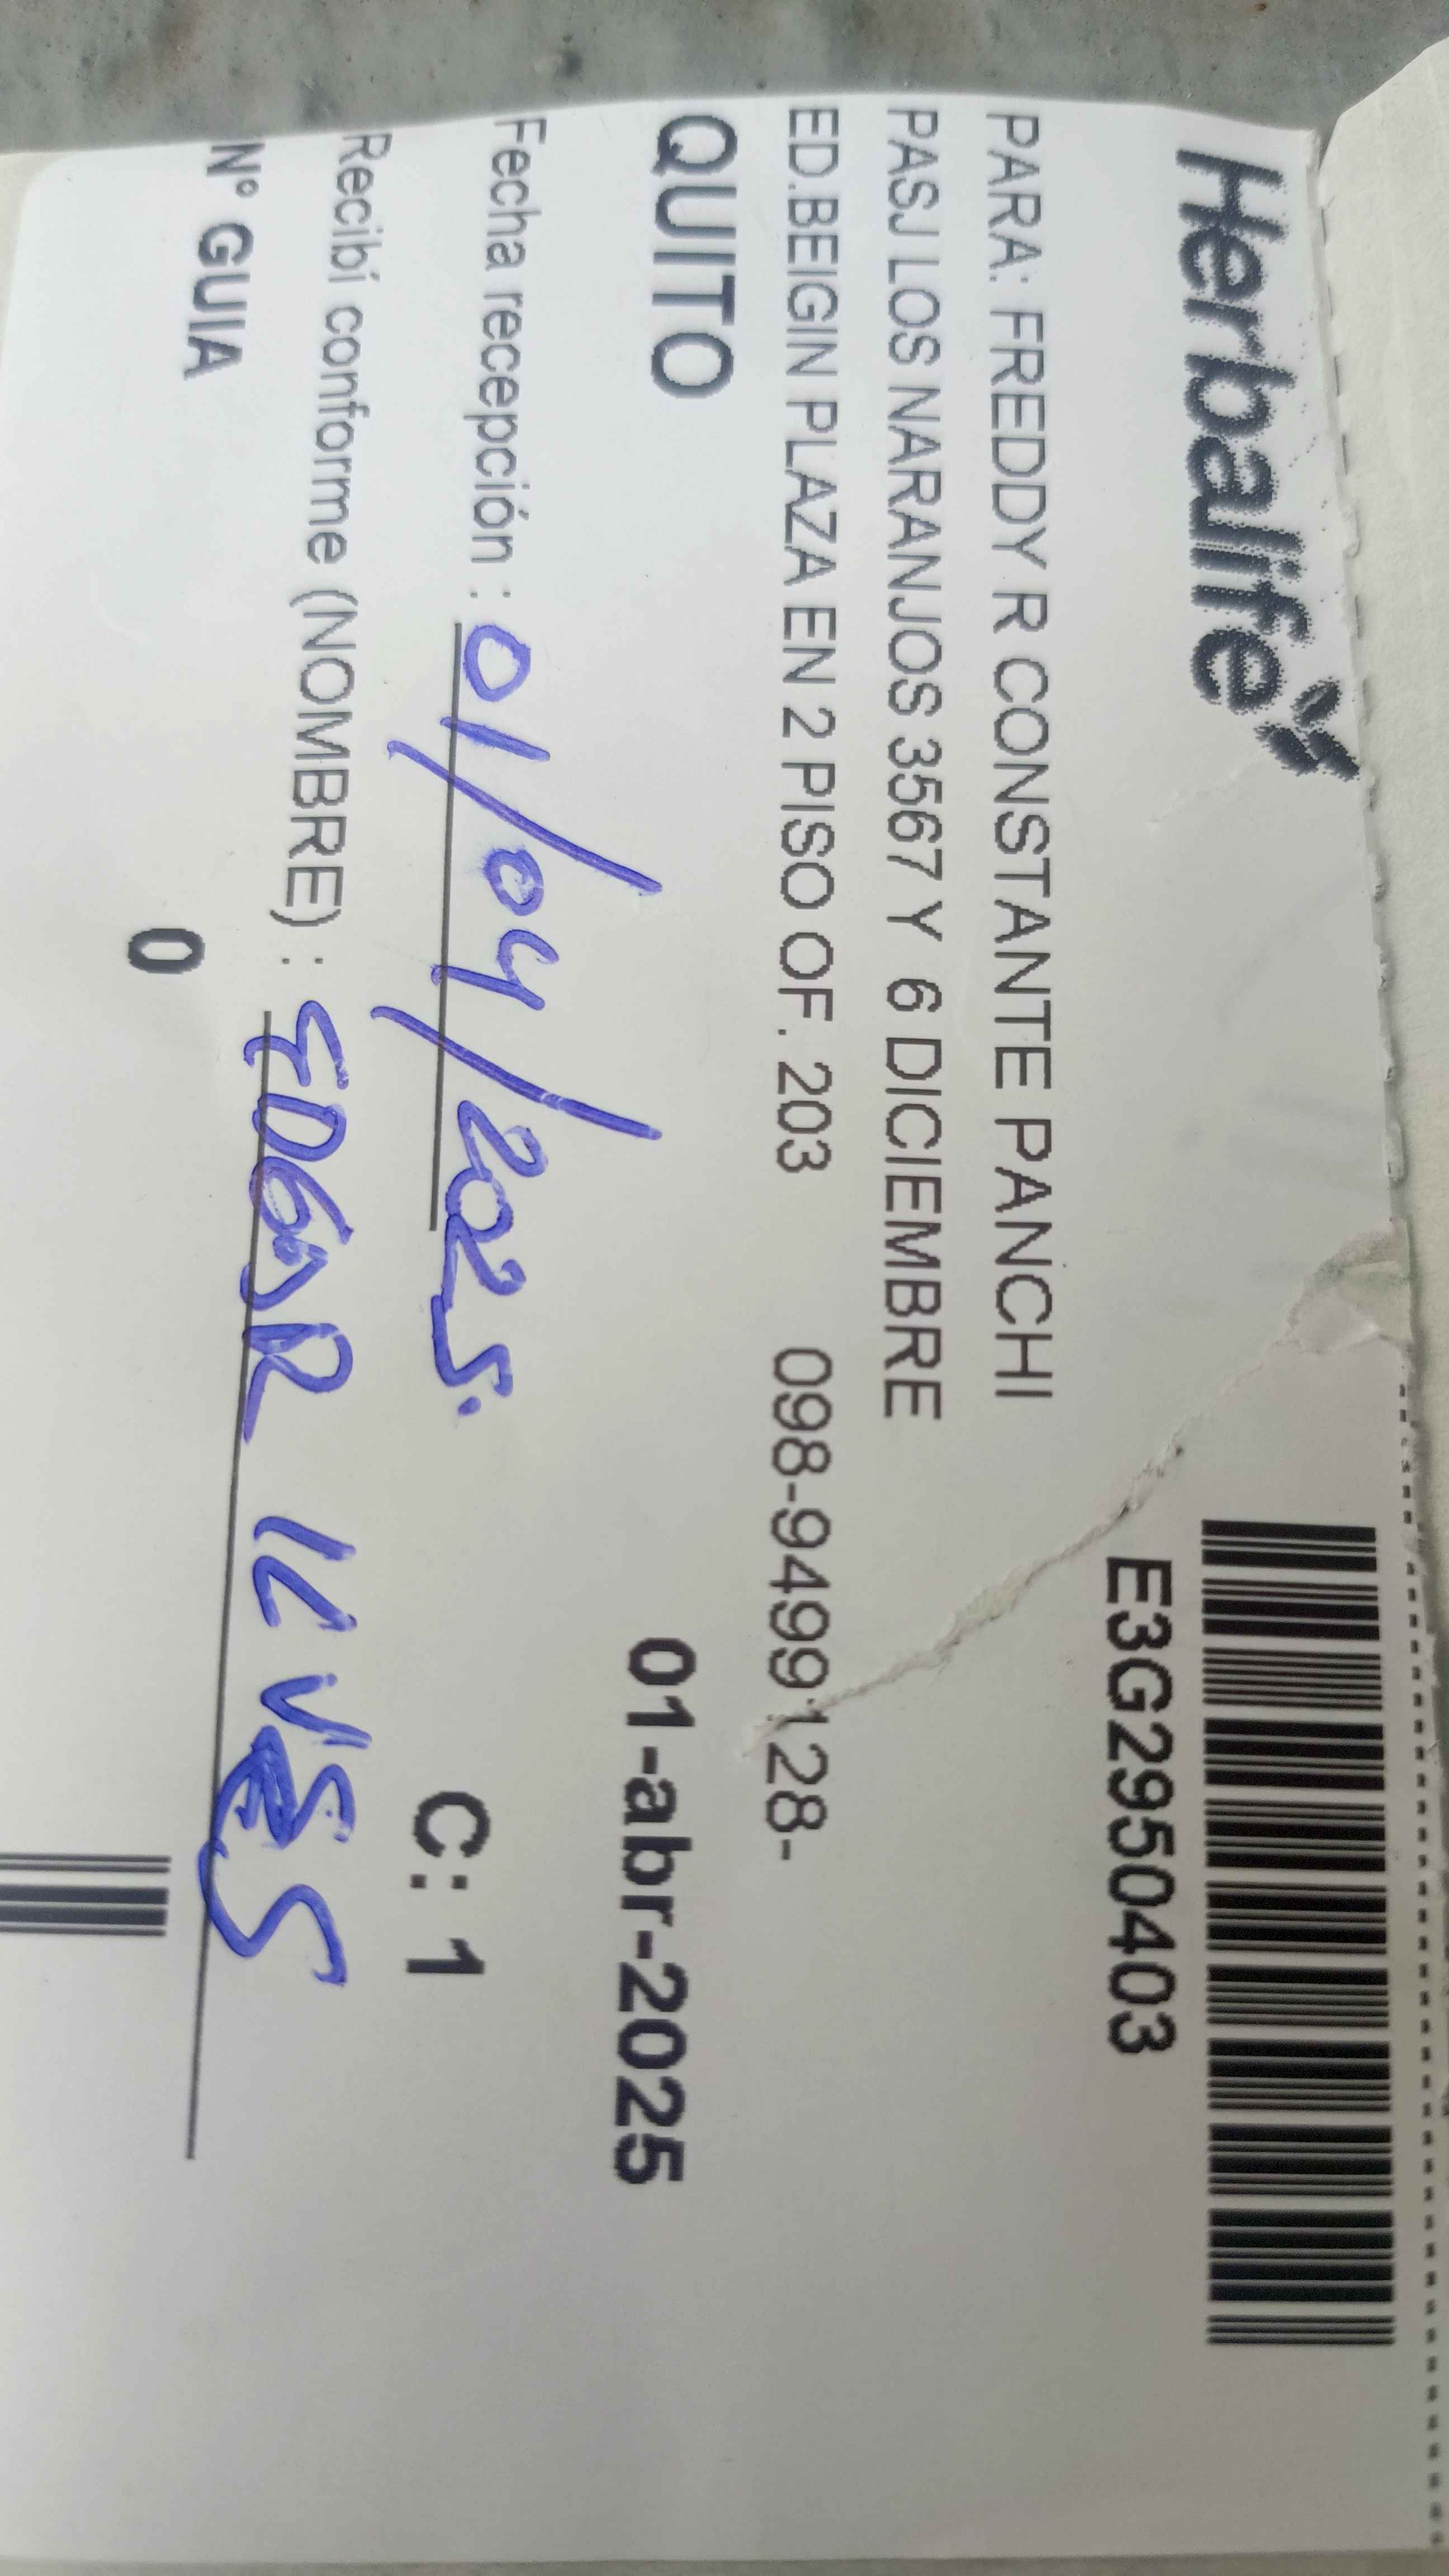 Herbalife
E3G2950403
PARA: FREDDY R CONSTANTE PANCHI
PASJ LOS NARANJOS 3567 Y 6 DICIEMBRE
ED.BEIGIN PLAZA EN 2 PISO OF. 203 098-9499128-
QUITO 01-abr-2025
Fecha recepción : 01/04/2025. C: 1
Recibí conforme (NOMBRE) : EDGAR
N° GUIA 0